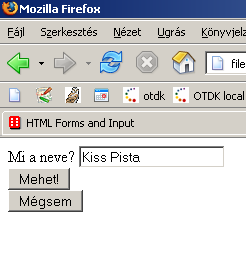 Mozilla Firefox
Fájl Szerkesztés Nézet Ugrás Könyvjelz
file
otdk OTDK local
HTML Forms and Input
Mi a neve? Kiss Pista
Mehet!
Mégsem